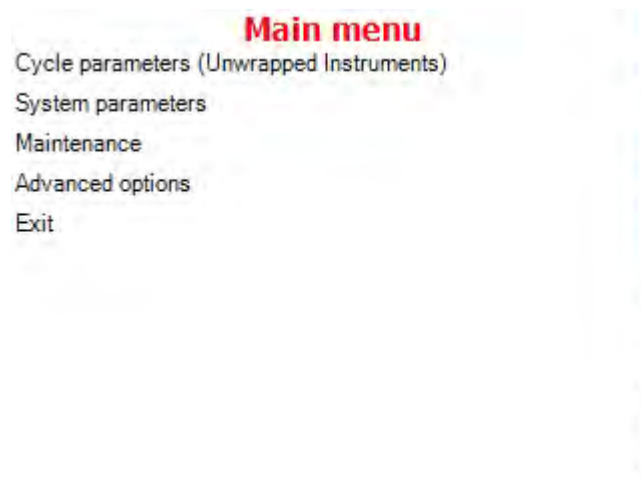 Main menu
Cycle parameters (Unwrapped Instruments)
System parameters
Maintenance
Advanced options
Exit